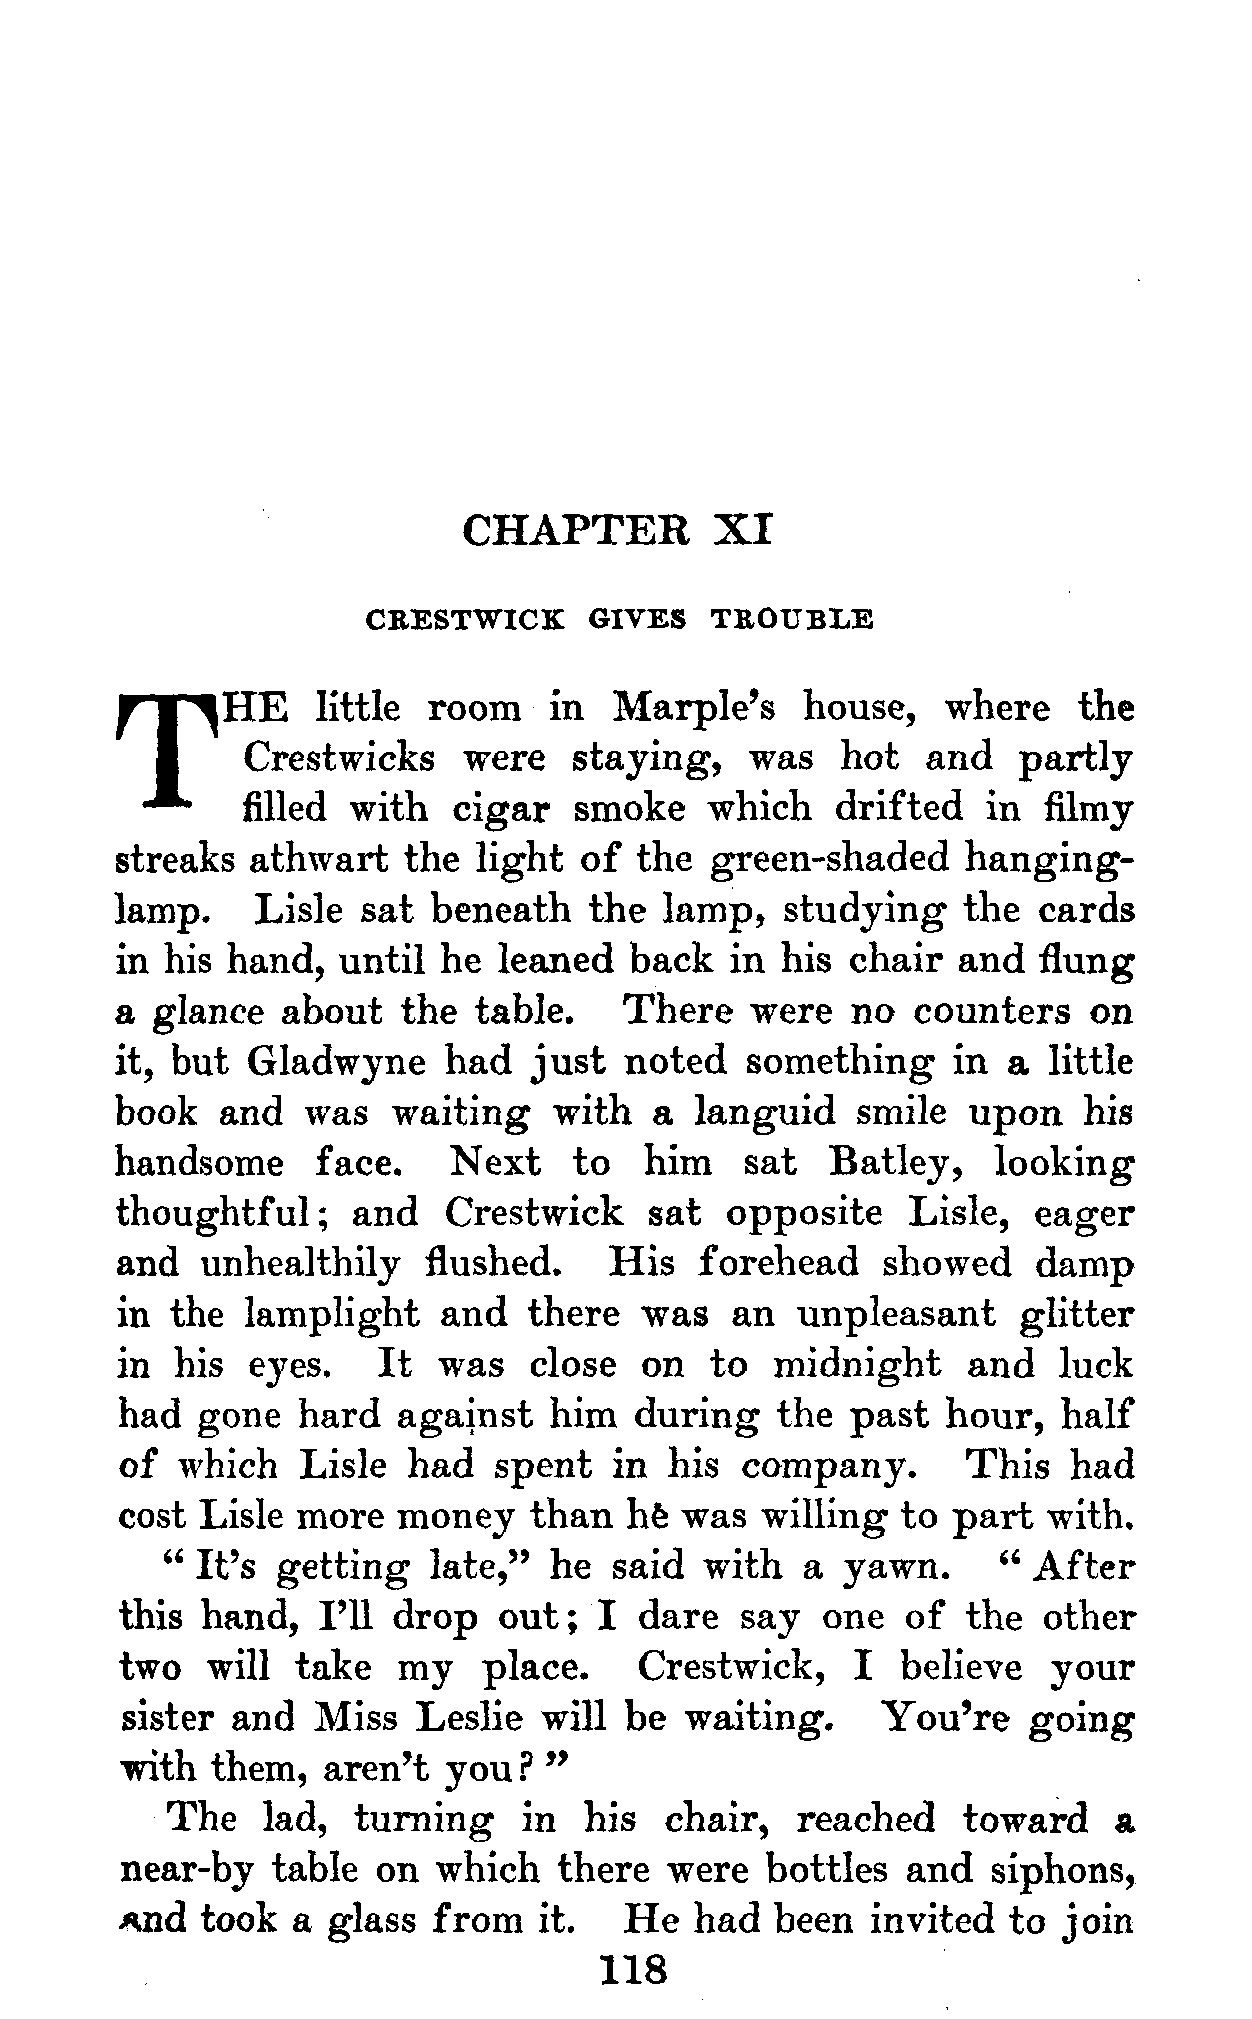 CHAPTER XI
CRESTWICK GIVES TROUBLE
THE little room in Marple's house, where the
Crestwicks were staying, was hot and partly
filled with cigar smoke which drifted in filmy
streaks athwart the light of the green-shaded hanging-
lamp. Lisle sat beneath the lamp, studying the cards
in his hand, until he leaned back in his chair and flung
a glance about the table. There were no counters on
it, but Gladwyne had just noted something in a little
book and was waiting with a languid smile upon his
handsome face. Next to him sat Batley, looking
thoughtful; and Crestwick sat opposite Lisle, eager
and unhealthily flushed. His forehead showed damp
in the lamplight and there was an unpleasant glitter
in his eyes. It was close on to midnight and luck
had gone hard against him during the past hour, half
of which Lisle had spent in his company. This had
cost Lisle more money than he was willing to part with.
"It's getting late," he said with a yawn. "After
this hand, I'll drop out; I dare say one of the other
two will take my place. Crestwick, I believe your
sister and Miss Leslie will be waiting. You're going
with them, aren't you?"
The lad, turning in his chair, reached toward a
near-by table on which there were bottles and siphons,
and took a glass from it. He had been invited to join
118